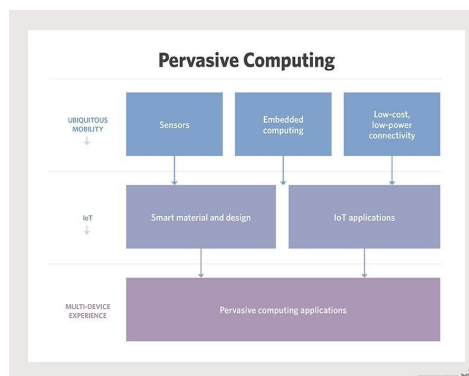 Pervasive Computing
UBIQUITOUS
MOBILITY
Sensors
Embedded
computing
Low-cost,
low-power
connectivity
IoT
Smart material and design
IoT applications
MULTI-DEVICE
EXPERIENCE
Pervasive computing applications